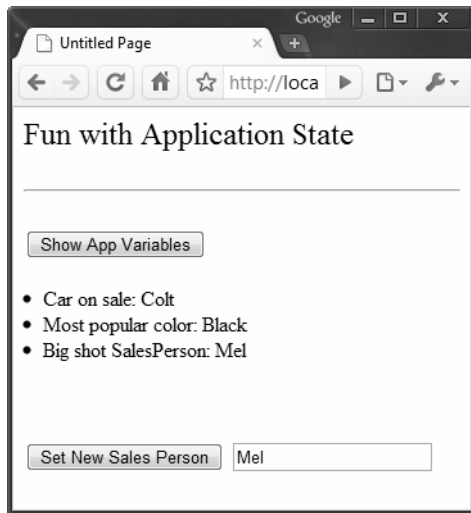 Google
Untitled Page
http://loca
Fun with Application State
Show App Variables
• Car on sale: Colt
• Most popular color: Black
• Big shot SalesPerson: Mel
Set New Sales Person Mel